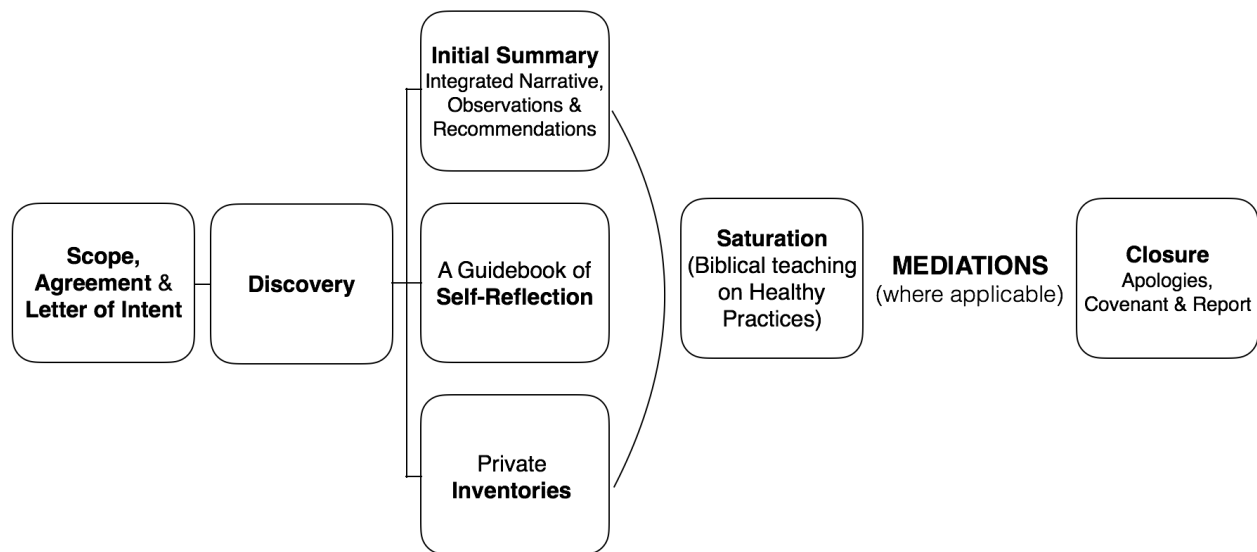 Scope,
Agreement &
Letter of Intent
Discovery
Initial Summary
Integrated Narrative,
Observations &
Recommendations
A Guidebook of
Self-Reflection
Private
Inventories
Saturation
(Biblical teaching
on Healthy
Practices)
MEDIATIONS
(where applicable)
Closure
Apologies,
Covenant & Report